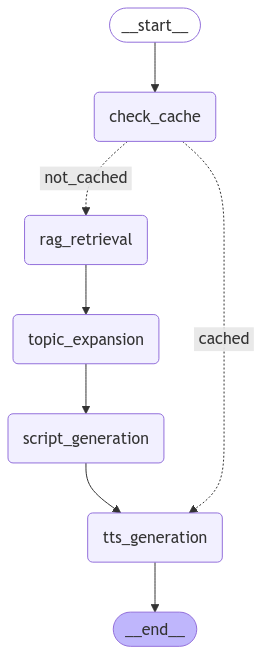 __start__
check_cache
not_cached
rag_retrieval
topic_expansion
cached
script_generation
tts_generation
__end__